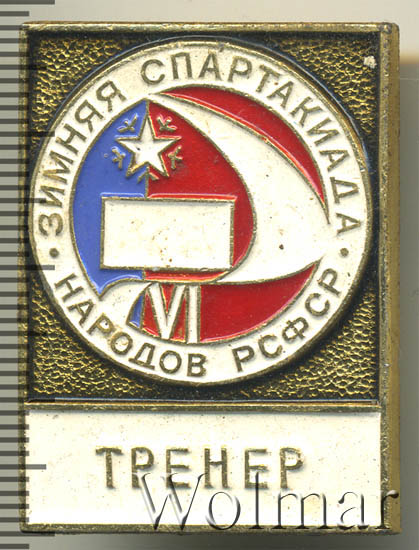 · ЗИМНЯЯ СПАРТАКИАДА ·
НАРОДОВ РСФСР
VI
ТРЕНЕР
Wolmar